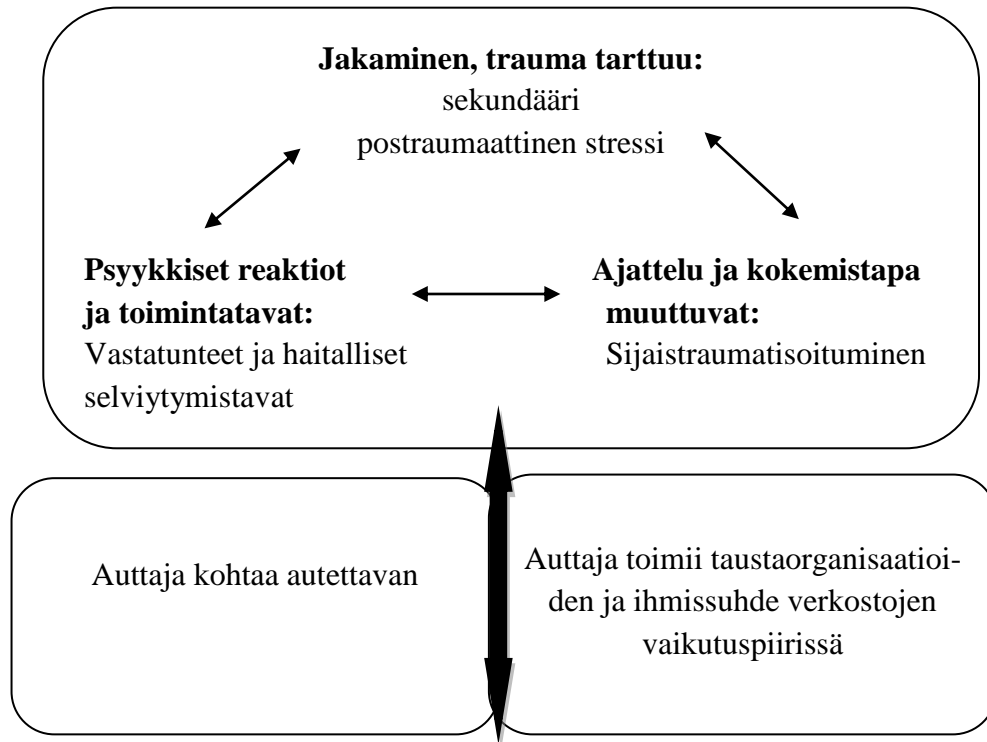 Jakaminen, trauma tarttuu:
sekundääri
postraumaattinen stressi
Psyykkiset reaktiot
ja toimintatavat:
Vastatunteet ja haitalliset
selviytymistavat
Ajattelu ja kokemistapa
muuttuvat:
Sijaistraumatisoituminen
Auttaja kohtaa autettavan
Auttaja toimii taustaorganisaatioi-
den ja ihmissuhde verkostojen
vaikutuspiirissä